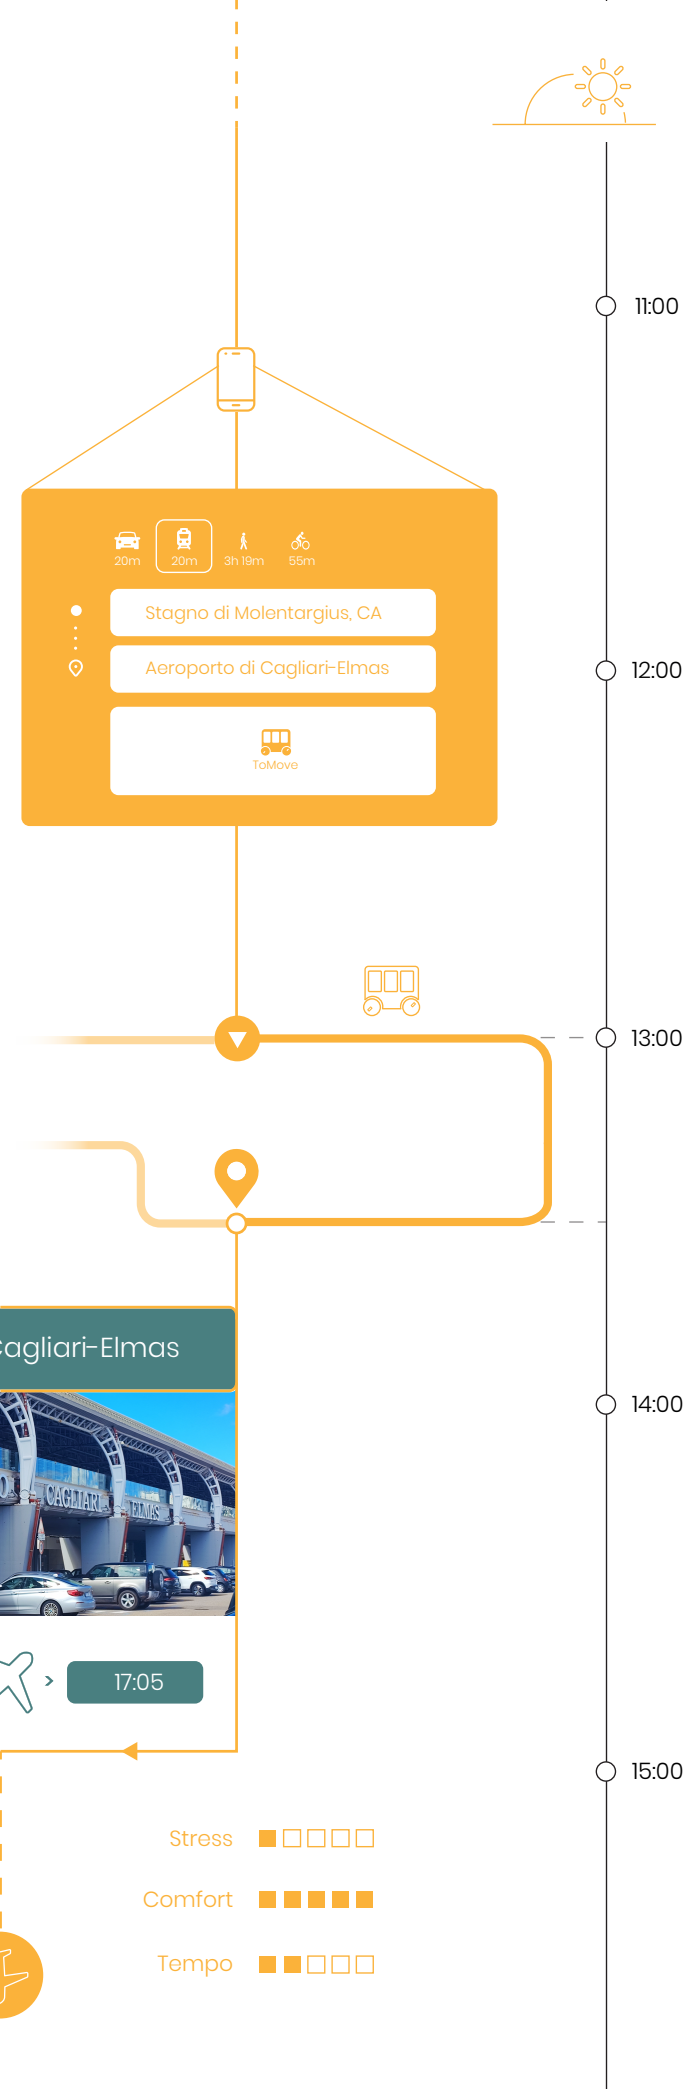 11:00
20m 20m 3h 19m 55m
Stagno di Molentargius, CA
12:00
Aeroporto di Cagliari-Elmas
ToMove
13:00
Cagliari-Elmas
14:00
O CAGLIARI ELMAS
> 17:05
15:00
Stress
Comfort
Tempo